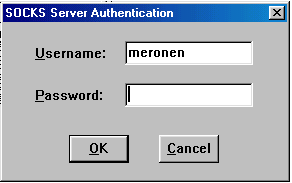 SOCKS Server Authentication
Username: meronen
Password:
OK Cancel